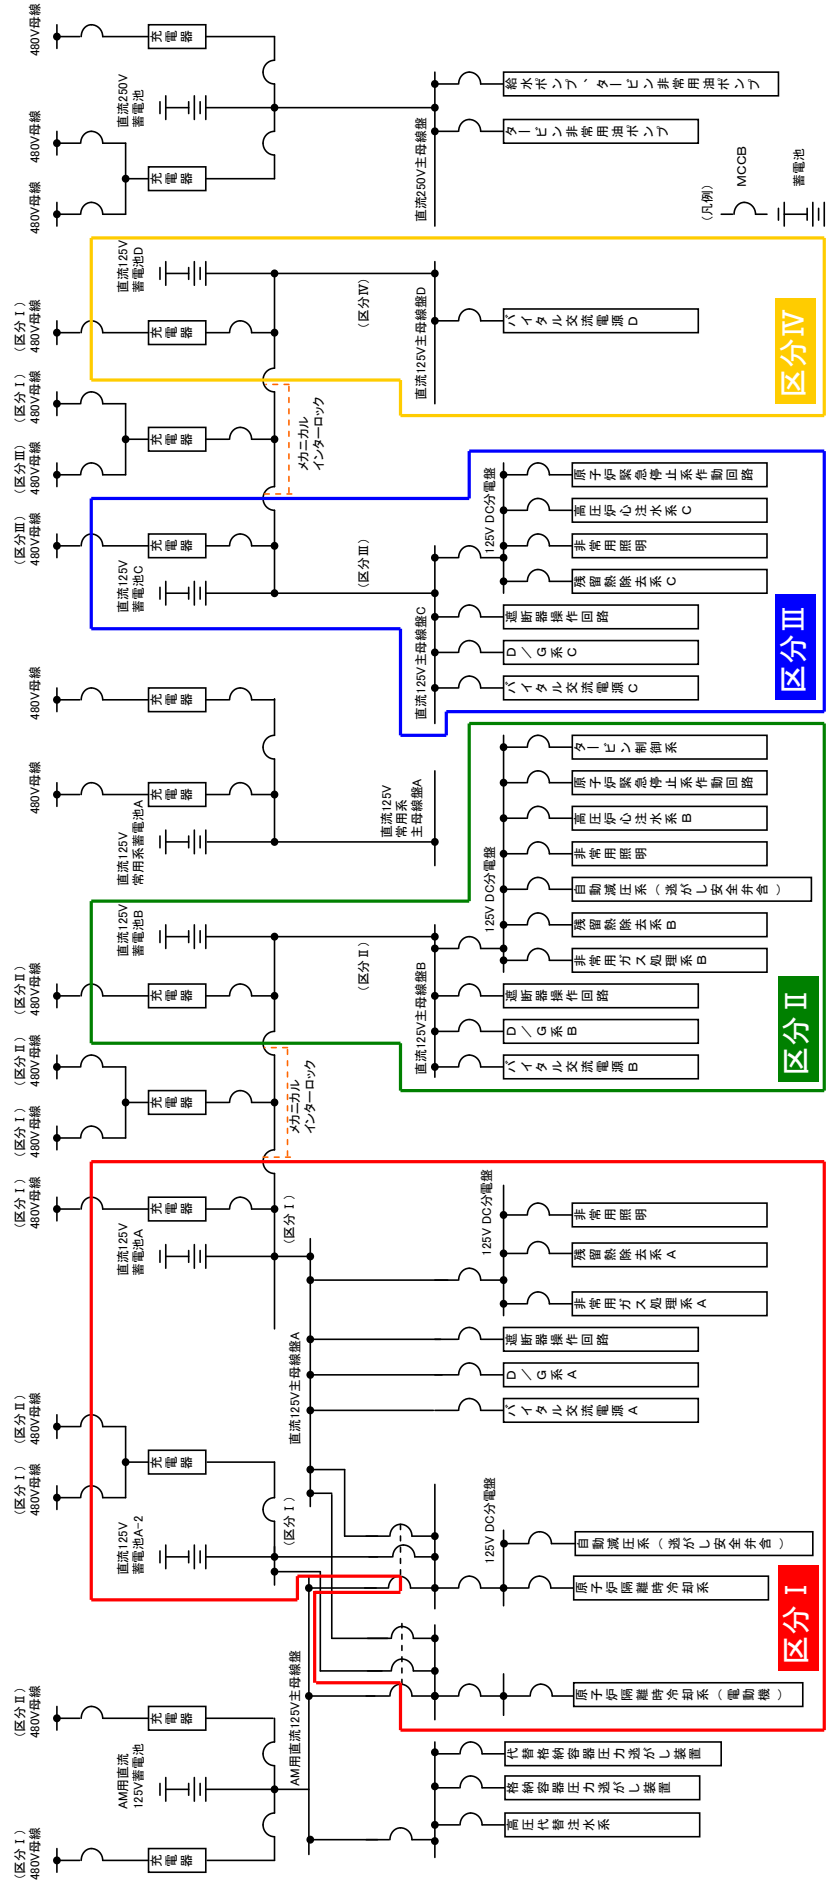 480V母線
充電器
直流250V
蓄電池
480V母線
480V母線
充電器
直流250V主母線盤
給水ポンプ、タービン非常用油ポンプ
タービン非常用油ポンプ
(凡例)
MCCB
蓄電池
直流125V
蓄電池D
(区分Ⅰ)
480V母線
充電器
(区分Ⅳ)
直流125V主母線盤D
バイタル交流電源D
区分Ⅳ
(区分Ⅰ)
480V母線
(区分Ⅲ)
480V母線
充電器
メカニカル
インターロック
(区分Ⅲ)
480V母線
充電器
直流125V
蓄電池C
(区分Ⅲ)
直流125V主母線盤C
125V DC分電盤
原子炉緊急停止系作動回路
高圧炉心注水系C
非常用照明
残留熱除去系C
遮断器操作回路
D/G系C
バイタル交流電源C
区分Ⅲ
480V母線
充電器
480V母線
充電器
直流125V
常用系蓄電池A
直流125V
常用系
主母線盤A
直流125V
蓄電池B
(区分Ⅱ)
480V母線
充電器
(区分Ⅱ)
直流125V主母線盤B
125V DC分電盤
タービン制御系
原子炉緊急停止系作動回路
高圧炉心注水系B
非常用照明
自動減圧系(逃がし安全弁含)
残留熱除去系B
非常用ガス処理系B
遮断器操作回路
D/G系B
バイタル交流電源B
区分Ⅱ
(区分Ⅱ)
480V母線
(区分Ⅰ)
480V母線
充電器
メカニカル
インターロック
(区分Ⅰ)
480V母線
充電器
直流125V
蓄電池A
(区分Ⅰ)
直流125V主母線盤A
125V DC分電盤
非常用照明
残留熱除去系A
非常用ガス処理系A
遮断器操作回路
D/G系A
バイタル交流電源A
(区分Ⅱ)
480V母線
(区分Ⅰ)
480V母線
充電器
直流125V
蓄電池A-2
(区分Ⅰ)
125V DC分電盤
自動減圧系(逃がし安全弁含)
原子炉隔離時冷却系
原子炉隔離時冷却系(電動機)
区分Ⅰ
(区分Ⅱ)
480V母線
充電器
AM用直流
125V蓄電池
AM用直流125V主母線盤
(区分Ⅰ)
480V母線
充電器
代替格納容器圧力逃がし装置
格納容器圧力逃がし装置
高圧代替注水系